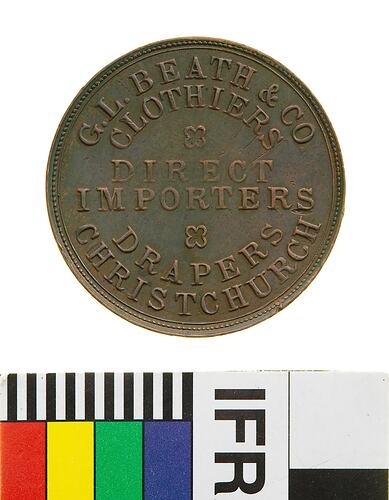 G.L. BEATH & CO
CLOTHIERS
DIRECT
IMPORTERS
DRAPERS
CHRISTCHURCH
IFR